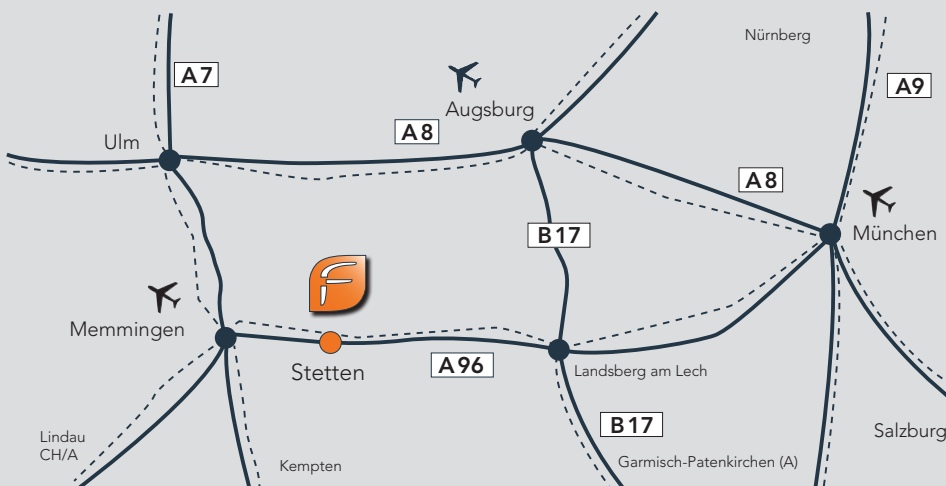 Nürnberg
A7
A9
Augsburg
A8
Ulm
A8
B17
München
F
Memmingen
Stetten
A96
Landsberg am Lech
B17
Salzburg
Lindau
CH/A
Kempten
Garmisch-Patenkirchen (A)